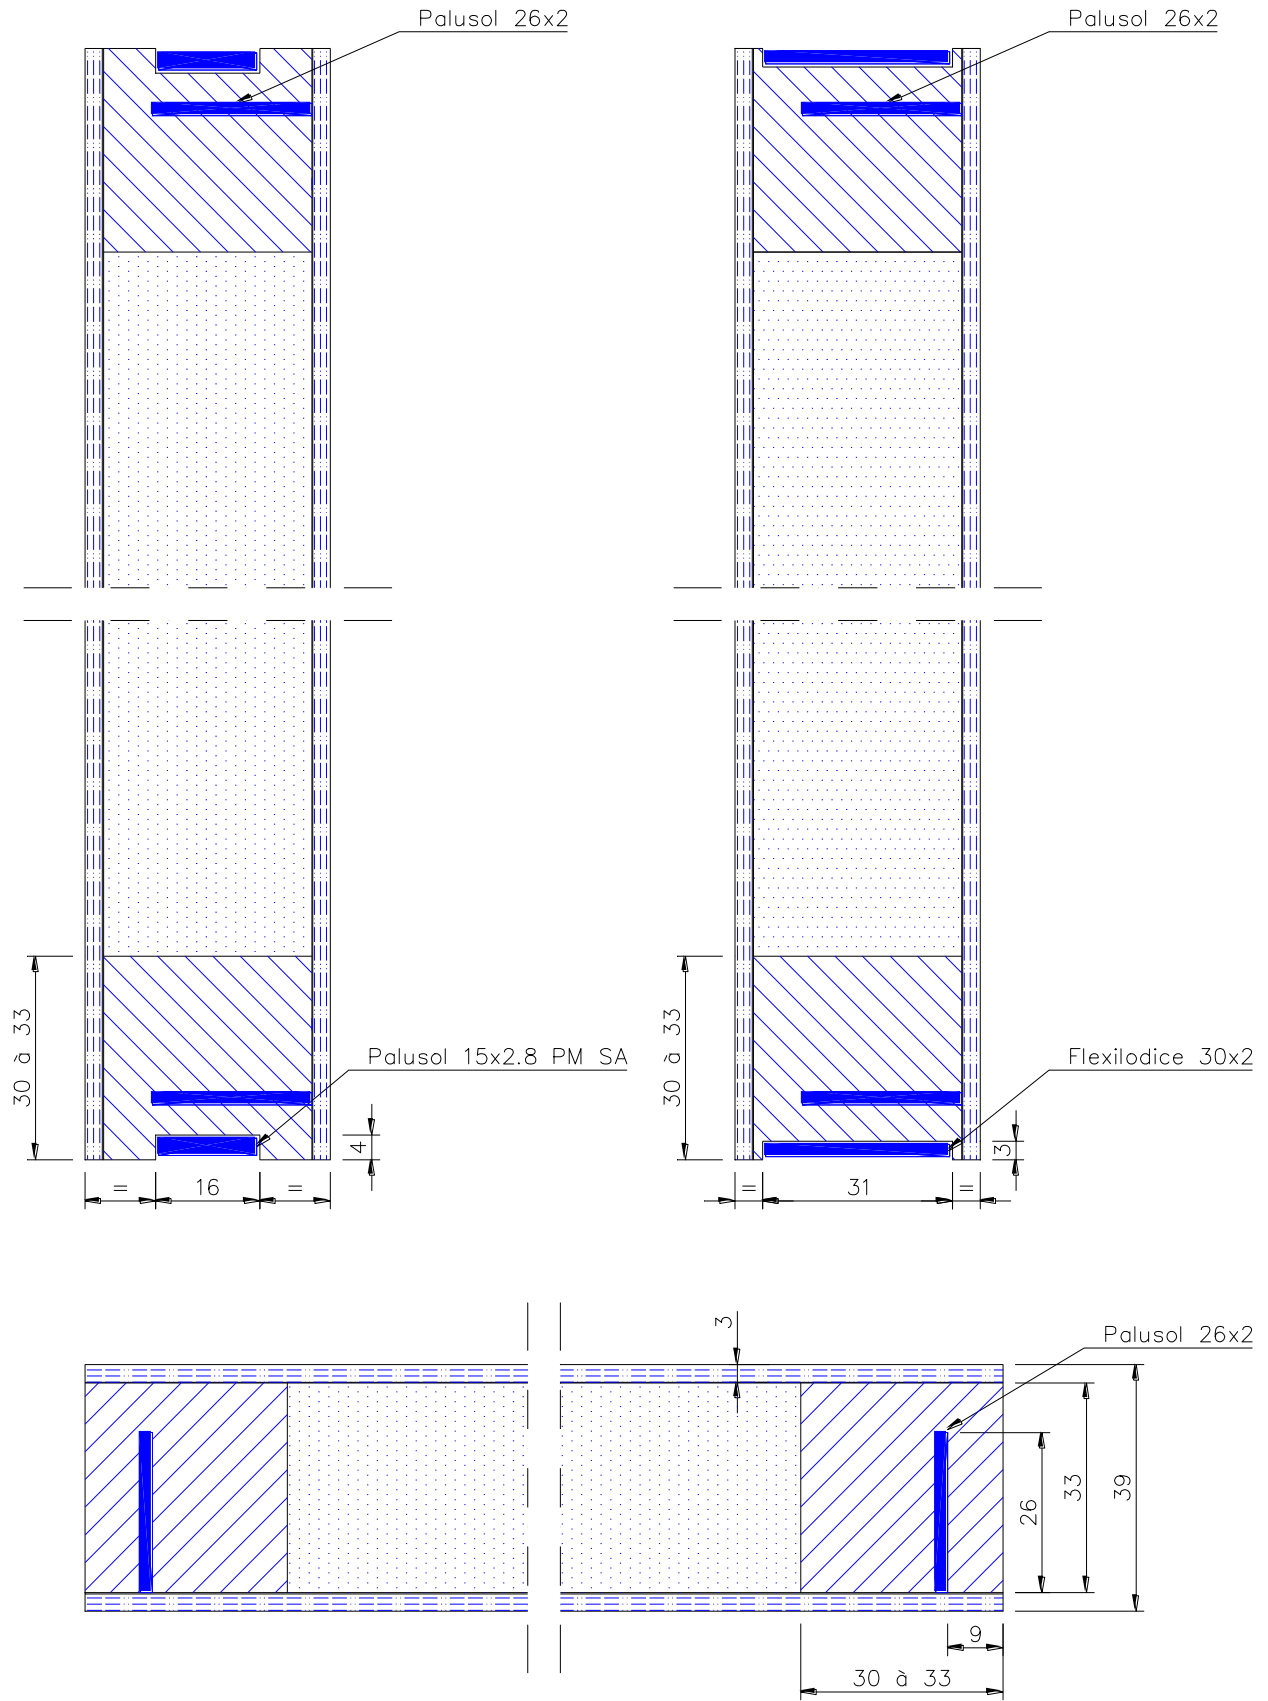 Palusol 26x2
Palusol 26x2
30 à 33
Palusol 15x2.8 PM SA
4
= 16 =
30 à 33
Flexilodice 30x2
3
= 31 =
3
Palusol 26x2
26
33
39
9
30 à 33